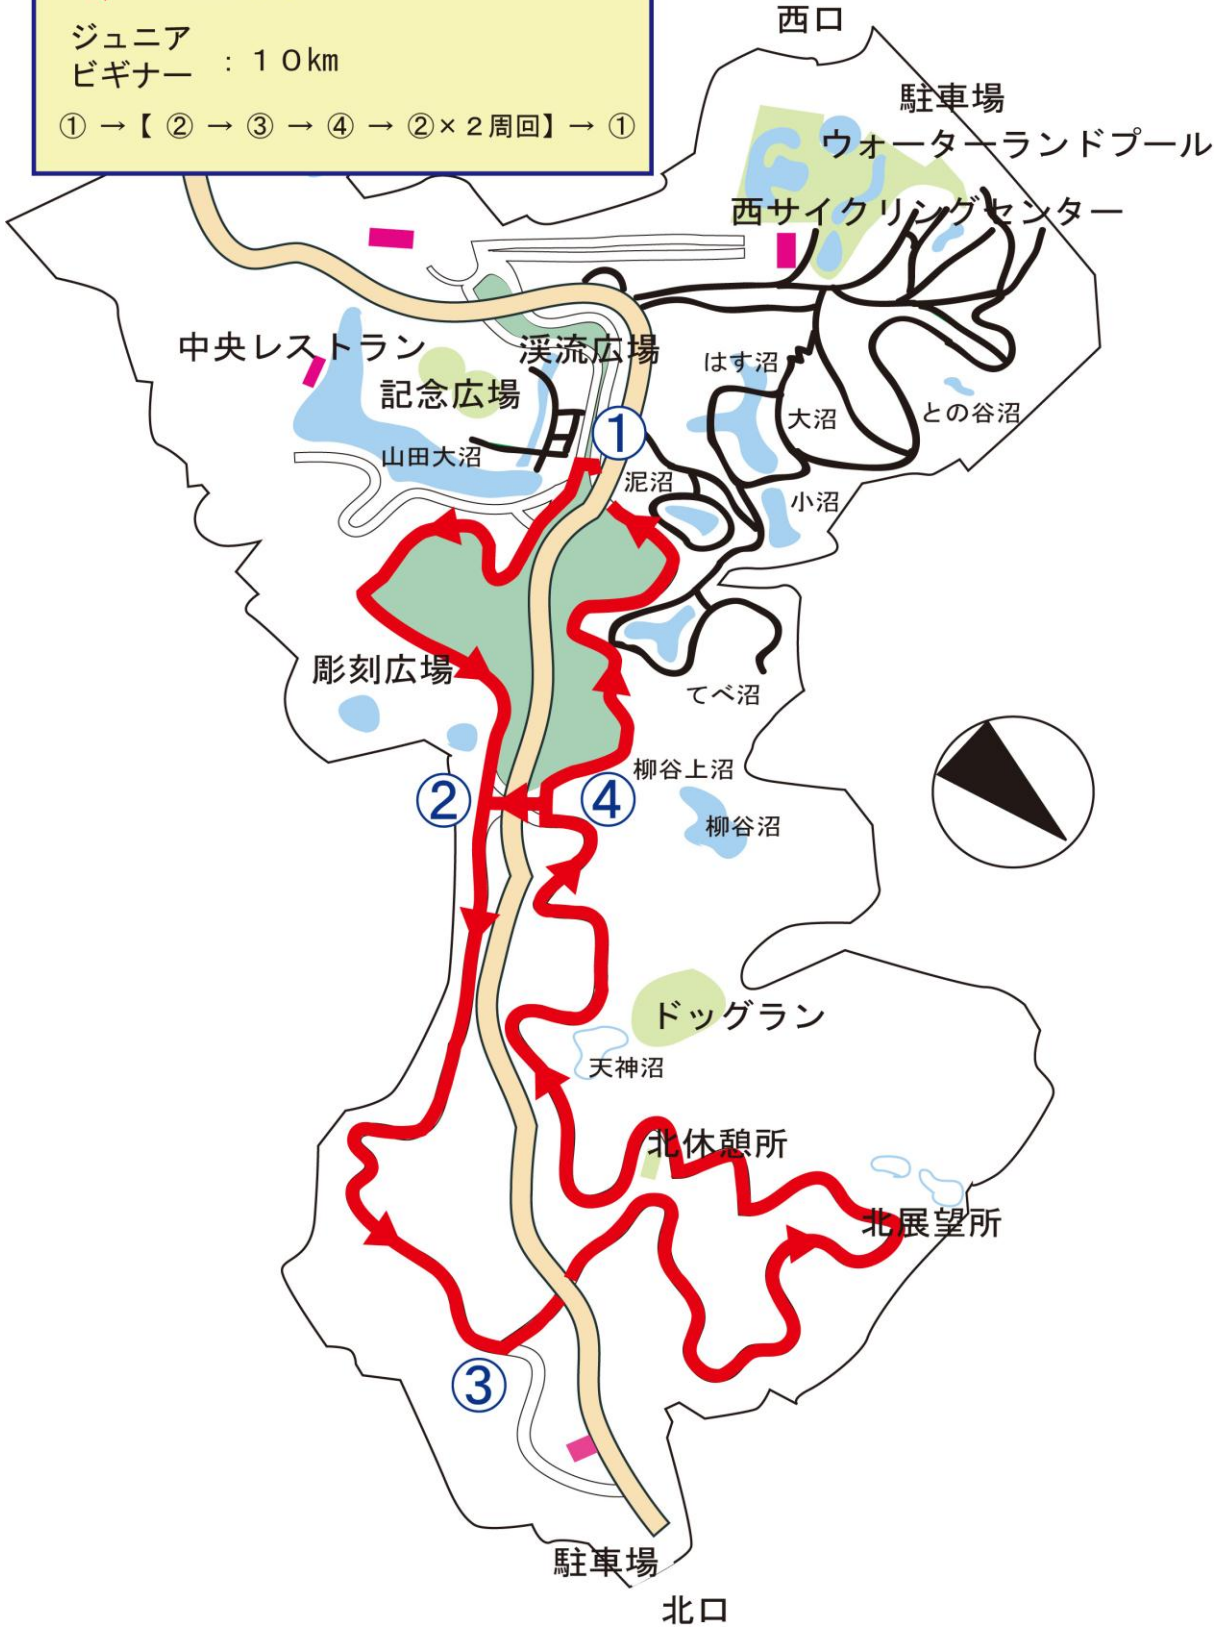 ジュニア
ビギナー : 10km
① → 【 ② → ③ → ④ → ②×2周回】 → ①
西口
駐車場
ウォーターランドプール
西サイクリングセンター
中央レストラン
渓流広場
はす沼
記念広場
大沼
との谷沼
①
山田大沼
泥沼
小沼
彫刻広場
てべ沼
柳谷上沼
②
④
柳谷沼
ドッグラン
天神沼
北休憩所
北展望所
③
駐車場
北口